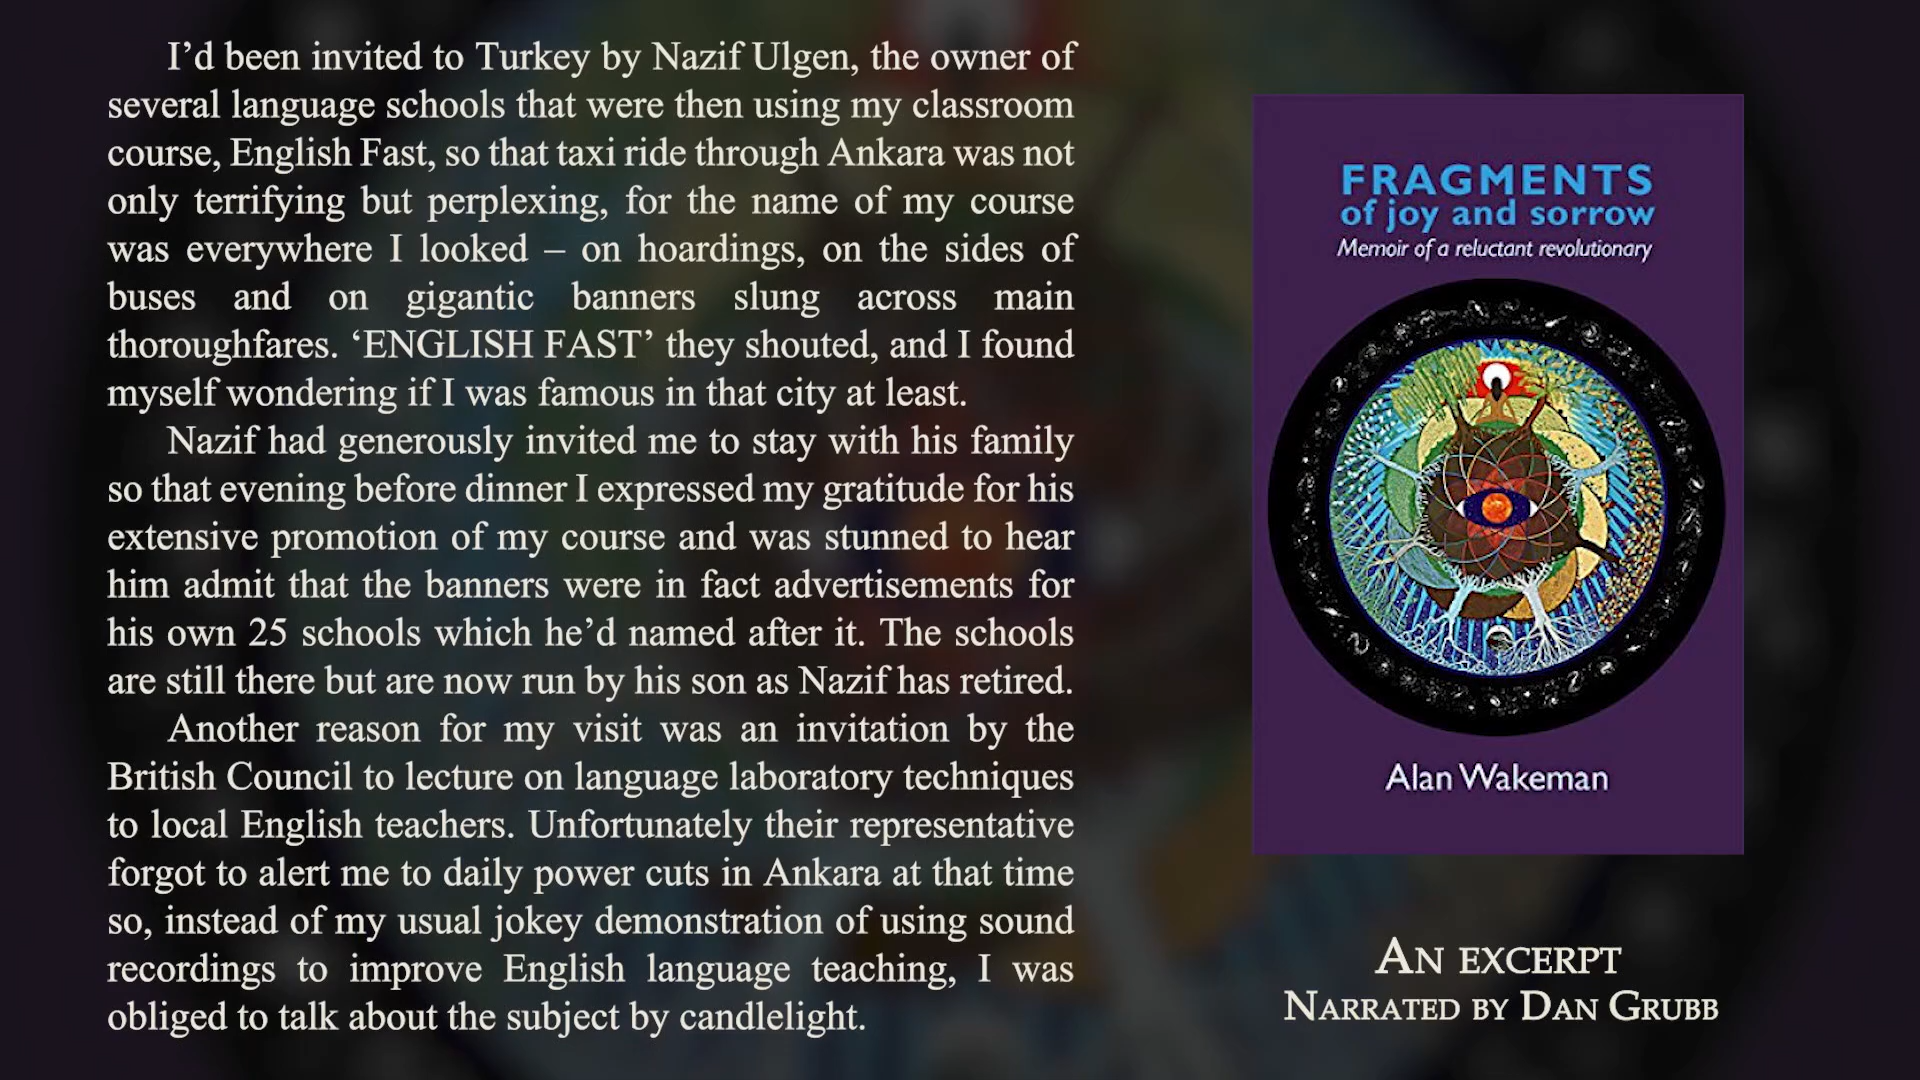 I’d been invited to Turkey by Nazif Ulgen, the owner of
several language schools that were then using my classroom
course, English Fast, so that taxi ride through Ankara was not
only terrifying but perplexing, for the name of my course
was everywhere I looked – on hoardings, on the sides of
buses and on gigantic banners slung across main
thoroughfares. ‘ENGLISH FAST’ they shouted, and I found
myself wondering if I was famous in that city at least.
Nazif had generously invited me to stay with his family
so that evening before dinner I expressed my gratitude for his
extensive promotion of my course and was stunned to hear
him admit that the banners were in fact advertisements for
his own 25 schools which he’d named after it. The schools
are still there but are now run by his son as Nazif has retired.
Another reason for my visit was an invitation by the
British Council to lecture on language laboratory techniques
to local English teachers. Unfortunately their representative
forgot to alert me to daily power cuts in Ankara at that time
so, instead of my usual jokey demonstration of using sound
recordings to improve English language teaching, I was
obliged to talk about the subject by candlelight.
FRAGMENTS
of joy and sorrow
Memoir of a reluctant revolutionary
Alan Wakeman
AN EXCERPT
NARRATED BY DAN GRUBB